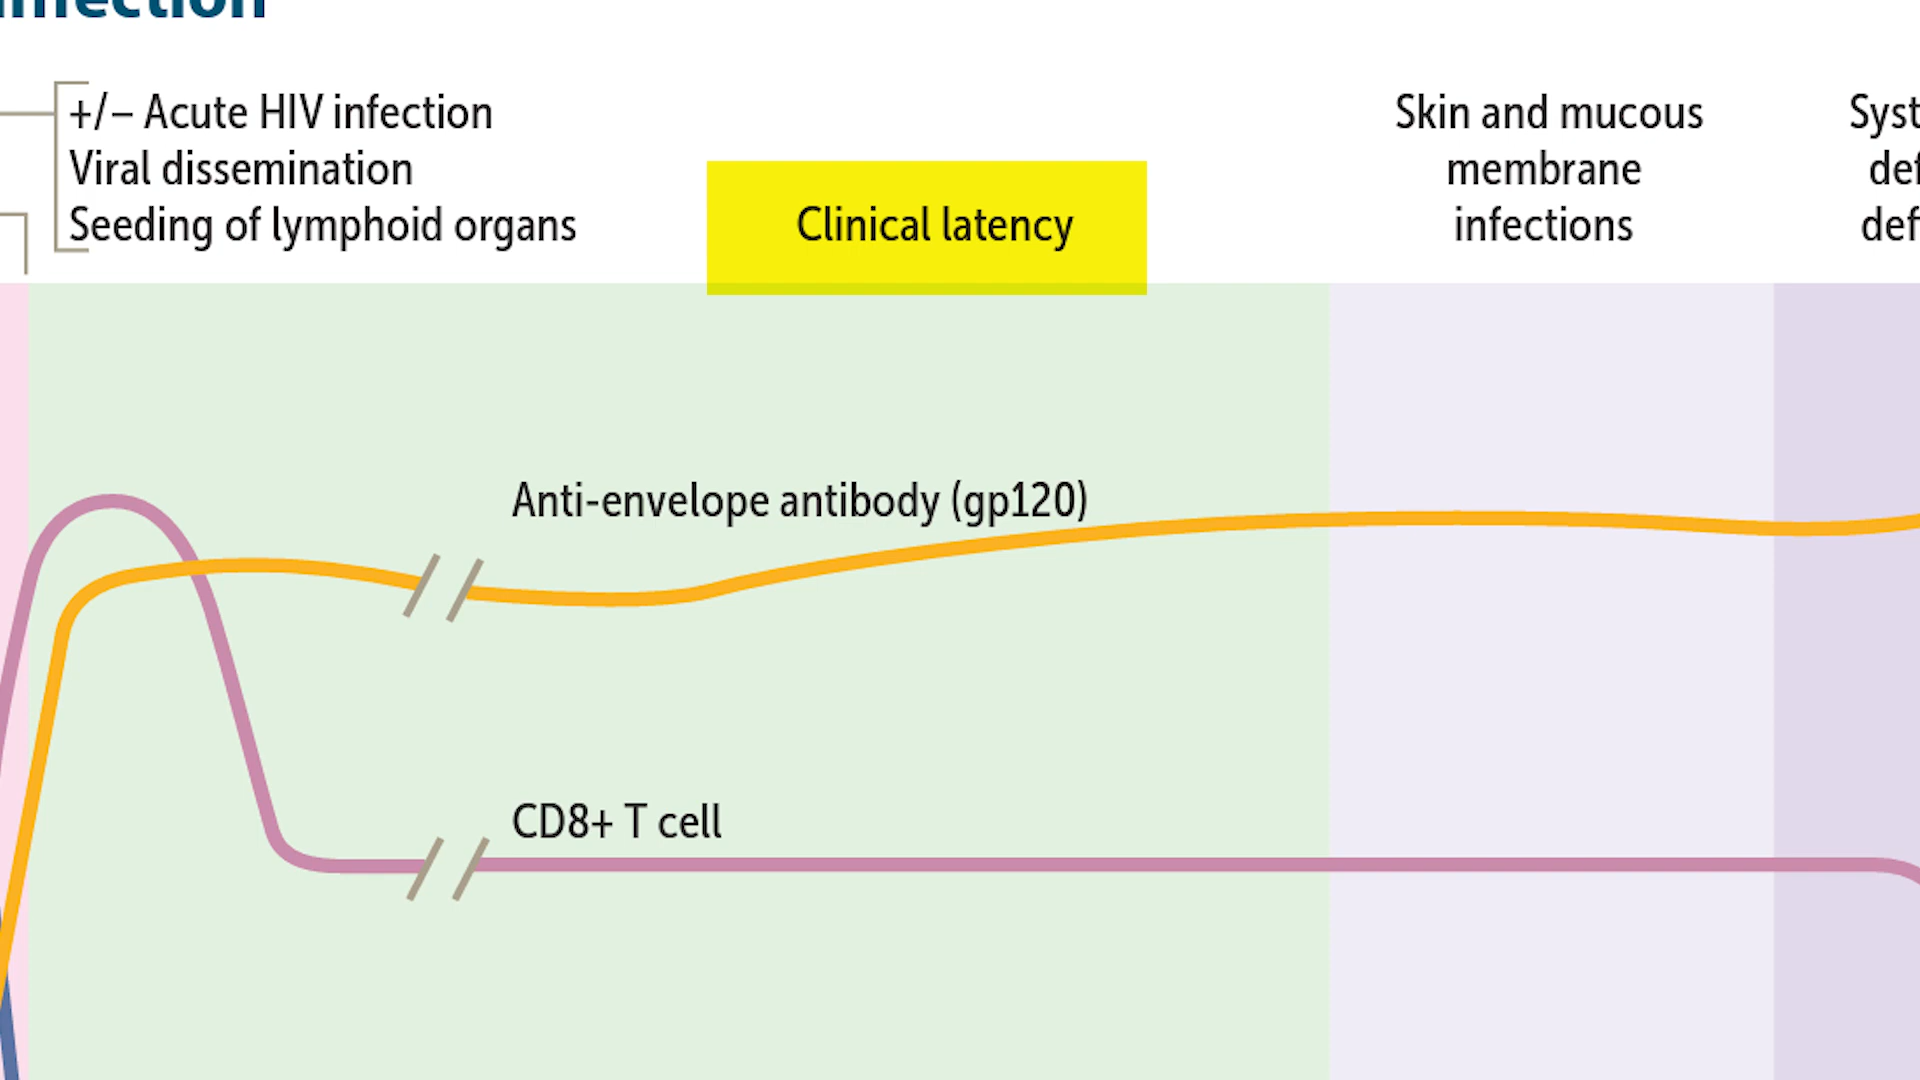 infection
+/– Acute HIV infection
Viral dissemination
Seeding of lymphoid organs
Clinical latency
Skin and mucous
membrane
infections
Anti-envelope antibody (gp120)
CD8+ T cell